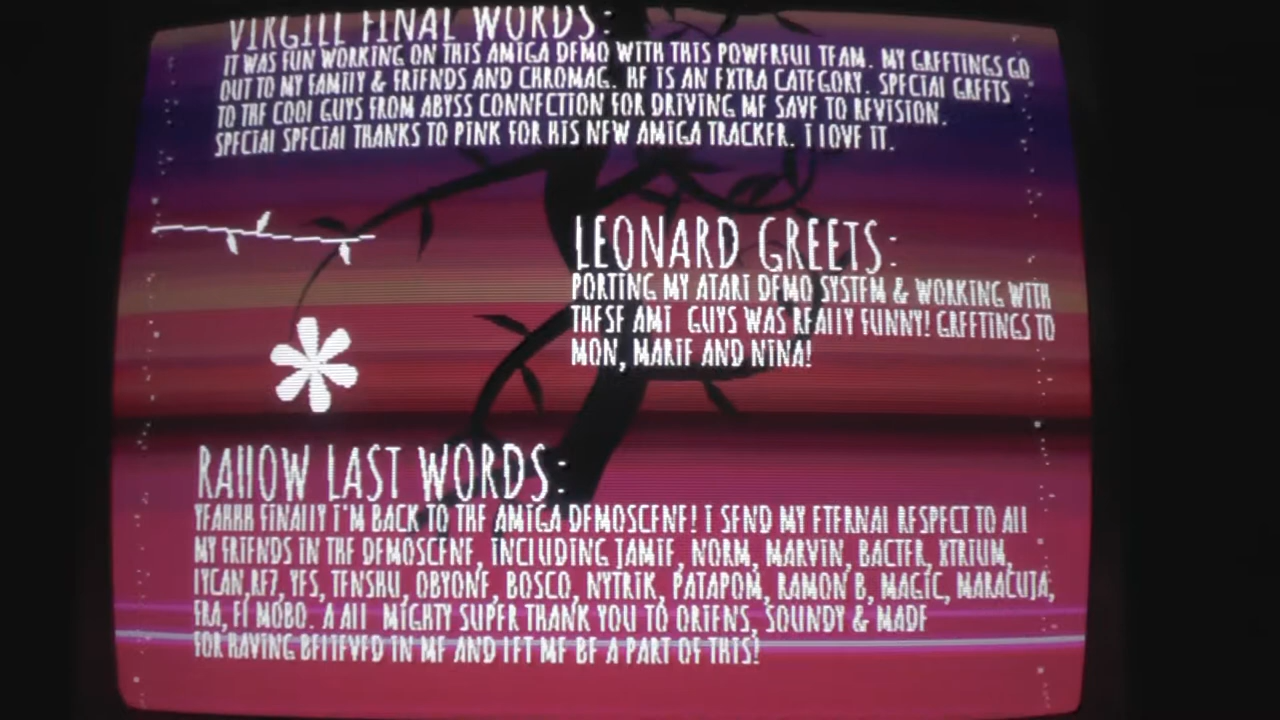 VIRGILL FINAL WORDS:
IT WAS FUN WORKING ON THIS AMIGA DEMO WITH THIS POWERFUL TEAM. MY GREETINGS GO
OUT TO MY FAMILY & FRIENDS AND CHROMAG. HE IS AN EXTRA CATEGORY. SPECIAL GREETS
TO THE COOL GUYS FROM ABYSS CONNECTION FOR DRIVING ME SAVE TO REVISION.
SPECIAL SPECIAL THANKS TO PINK FOR HIS NEW AMIGA TRACKER. I LOVE IT.
LEONARD GREETS:
PORTING MY ATARI DEMO SYSTEM & WORKING WITH
THESE AMI GUYS WAS REALLY FUNNY! GREETINGS TO
MON, MARIE AND NINA!
RAHOW LAST WORDS:
YEAHHH FINALLY I'M BACK TO THE AMIGA DEMOSCENE! I SEND MY ETERNAL RESPECT TO ALL
MY FRIENDS IN THE DEMOSCENE, INCLUDING JAMIE, NORM, MARVIN, BACTER, XTRIUM,
LYCAN, RE7, YES, TENSHU, OBYONE, BOSCO, NYTRIK, PATAPOM, RAMON B, MAGIC, MARACUJA,
ERA, EL MOBO. A ALL MIGHTY SUPER THANK YOU TO ORIENS, SOUNDY & MADE
FOR HAVING BELIEVED IN ME AND LET ME BE A PART OF THIS!